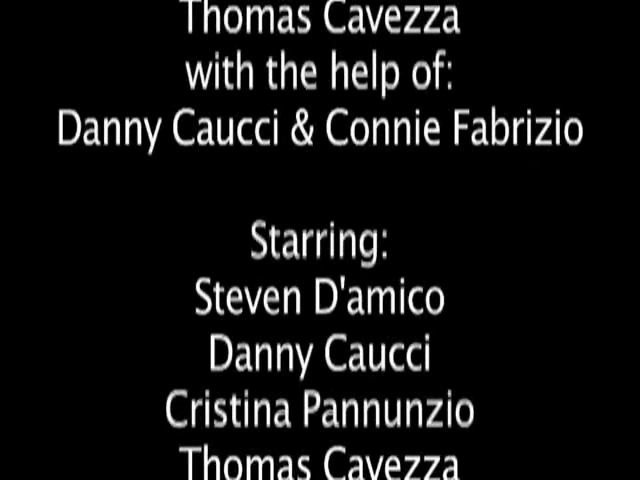 Thomas Cavezza
with the help of:
Danny Caucci & Connie Fabrizio
Starring:
Steven D'amico
Danny Caucci
Cristina Pannunzio
Thomas Cavezza